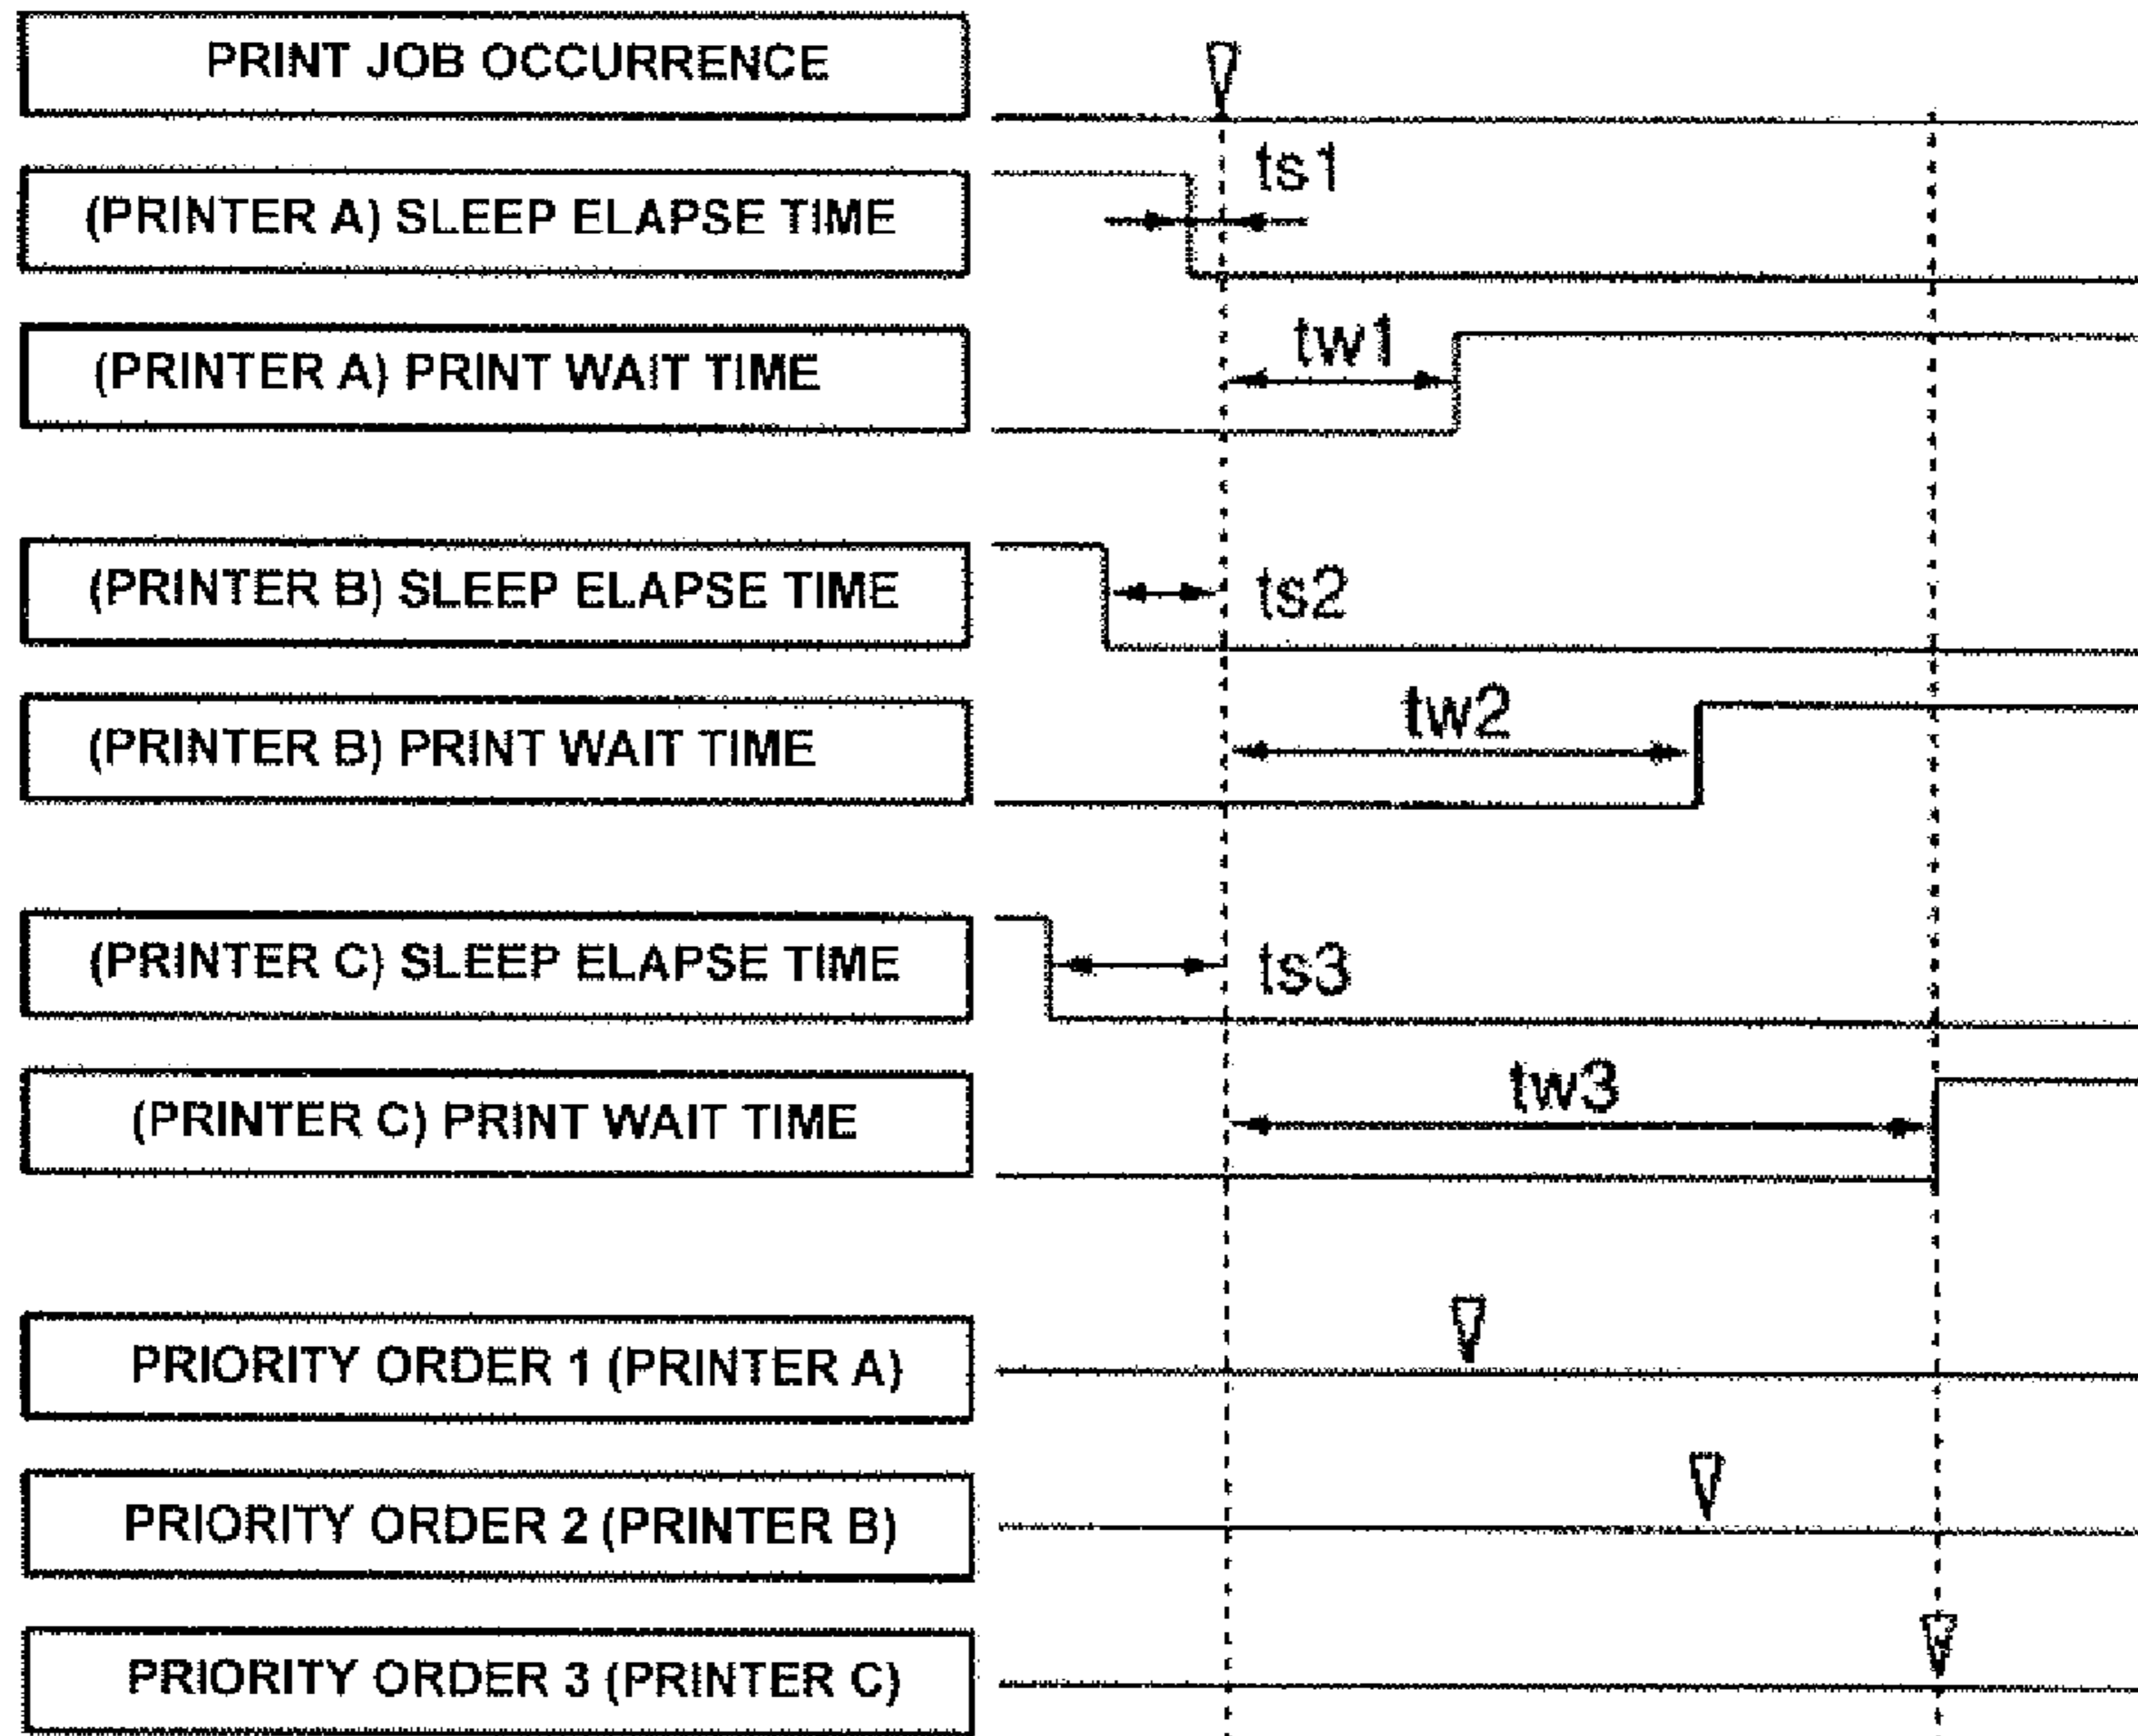 PRINT JOB OCCURRENCE
ts1
(PRINTER A) SLEEP ELAPSE TIME
tw1
(PRINTER A) PRINT WAIT TIME
(PRINTER B) SLEEP ELAPSE TIME
ts2
tw2
(PRINTER B) PRINT WAIT TIME
(PRINTER C) SLEEP ELAPSE TIME
ts3
tw3
(PRINTER C) PRINT WAIT TIME
PRIORITY ORDER 1 (PRINTER A)
PRIORITY ORDER 2 (PRINTER B)
PRIORITY ORDER 3 (PRINTER C)